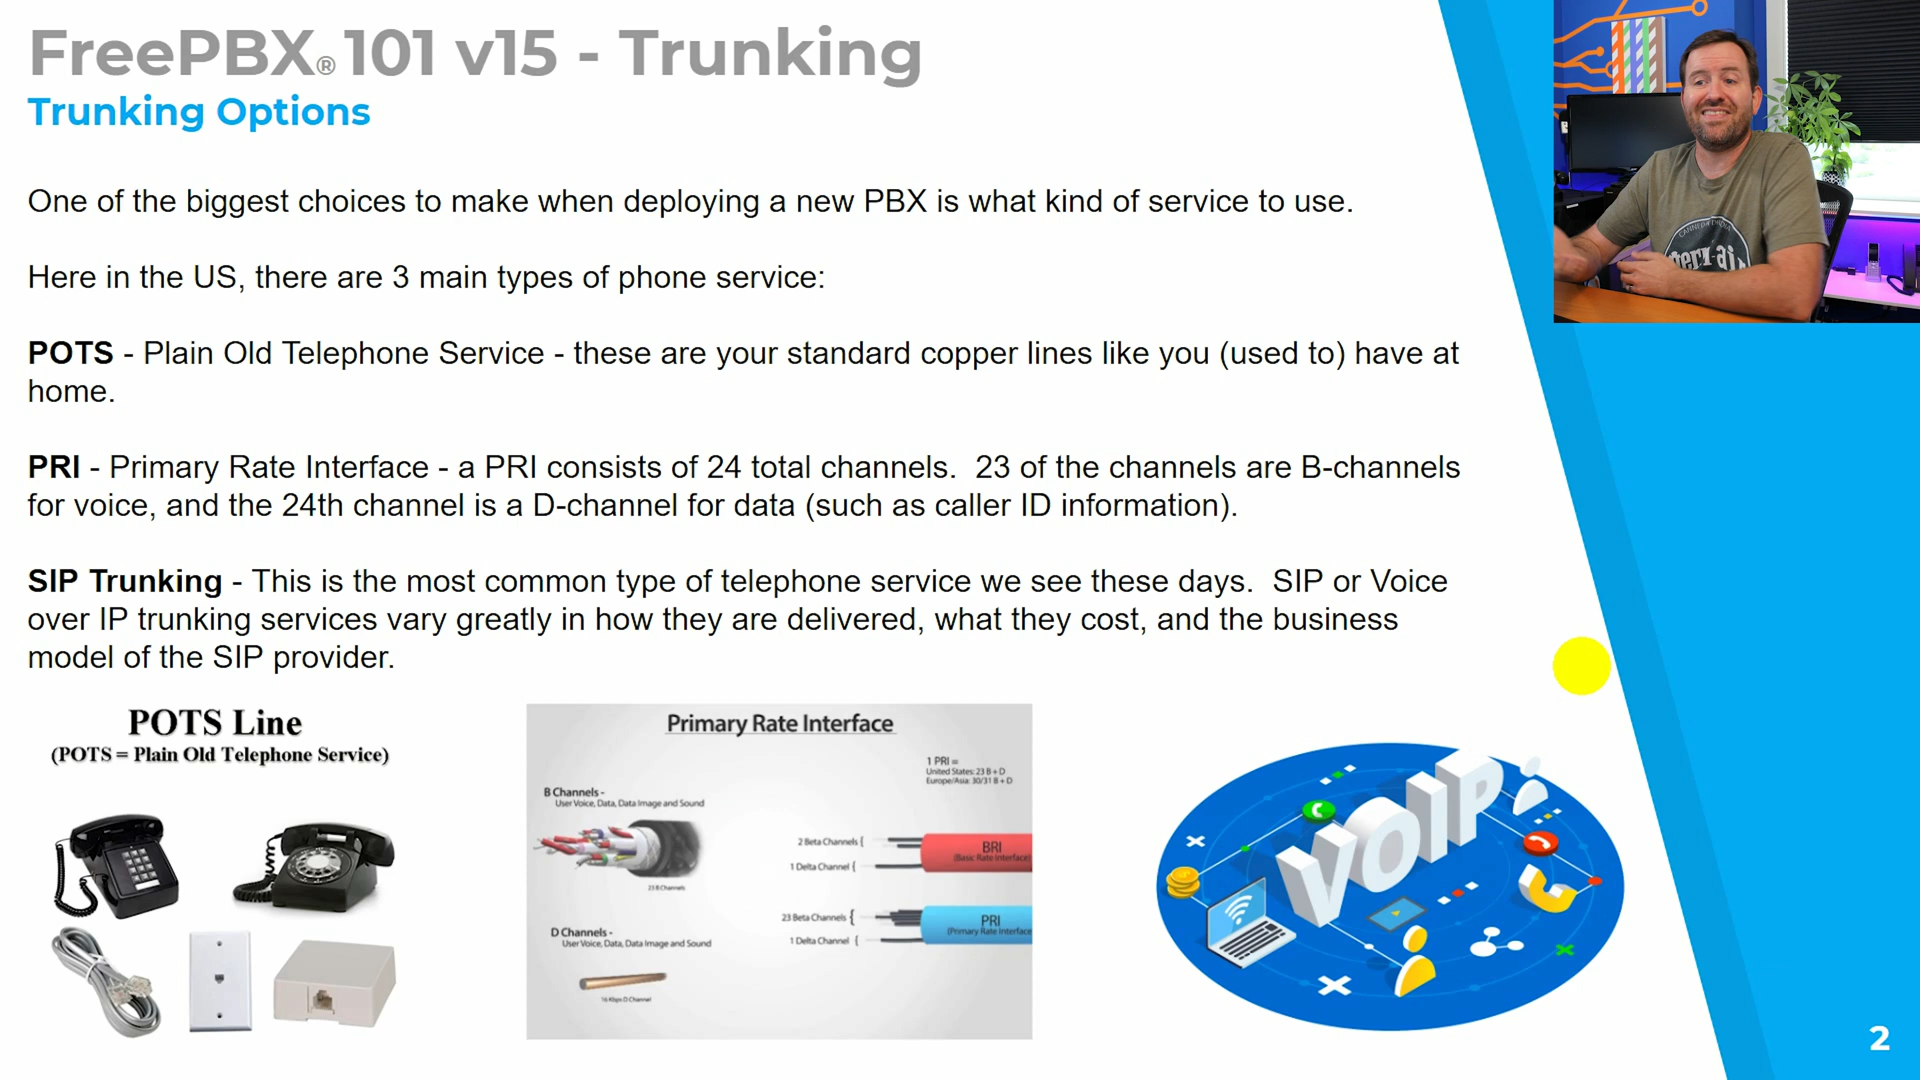 FreePBX® 101 v15 - Trunking
Trunking Options
One of the biggest choices to make when deploying a new PBX is what kind of service to use.
Here in the US, there are 3 main types of phone service:
POTS - Plain Old Telephone Service - these are your standard copper lines like you (used to) have at
home.
PRI - Primary Rate Interface - a PRI consists of 24 total channels.  23 of the channels are B-channels
for voice, and the 24th channel is a D-channel for data (such as caller ID information).
SIP Trunking - This is the most common type of telephone service we see these days.  SIP or Voice
over IP trunking services vary greatly in how they are delivered, what they cost, and the business
model of the SIP provider.
POTS Line
(POTS = Plain Old Telephone Service)
Primary Rate Interface
1 PRI =
United States: 23 B + D
Europe/Asia: 30/31 B + D
B Channels -
User Voice, Data, Data Image and Sound
23 B Channels
2 Beta Channels {
1 Delta Channel {
BRI
(Basic Rate Interface)
23 Beta Channels {
1 Delta Channel {
PRI
(Primary Rate Interface
D Channels -
User Voice, Data, Data Image and Sound
16 Kbps D Channel
VOIP
2